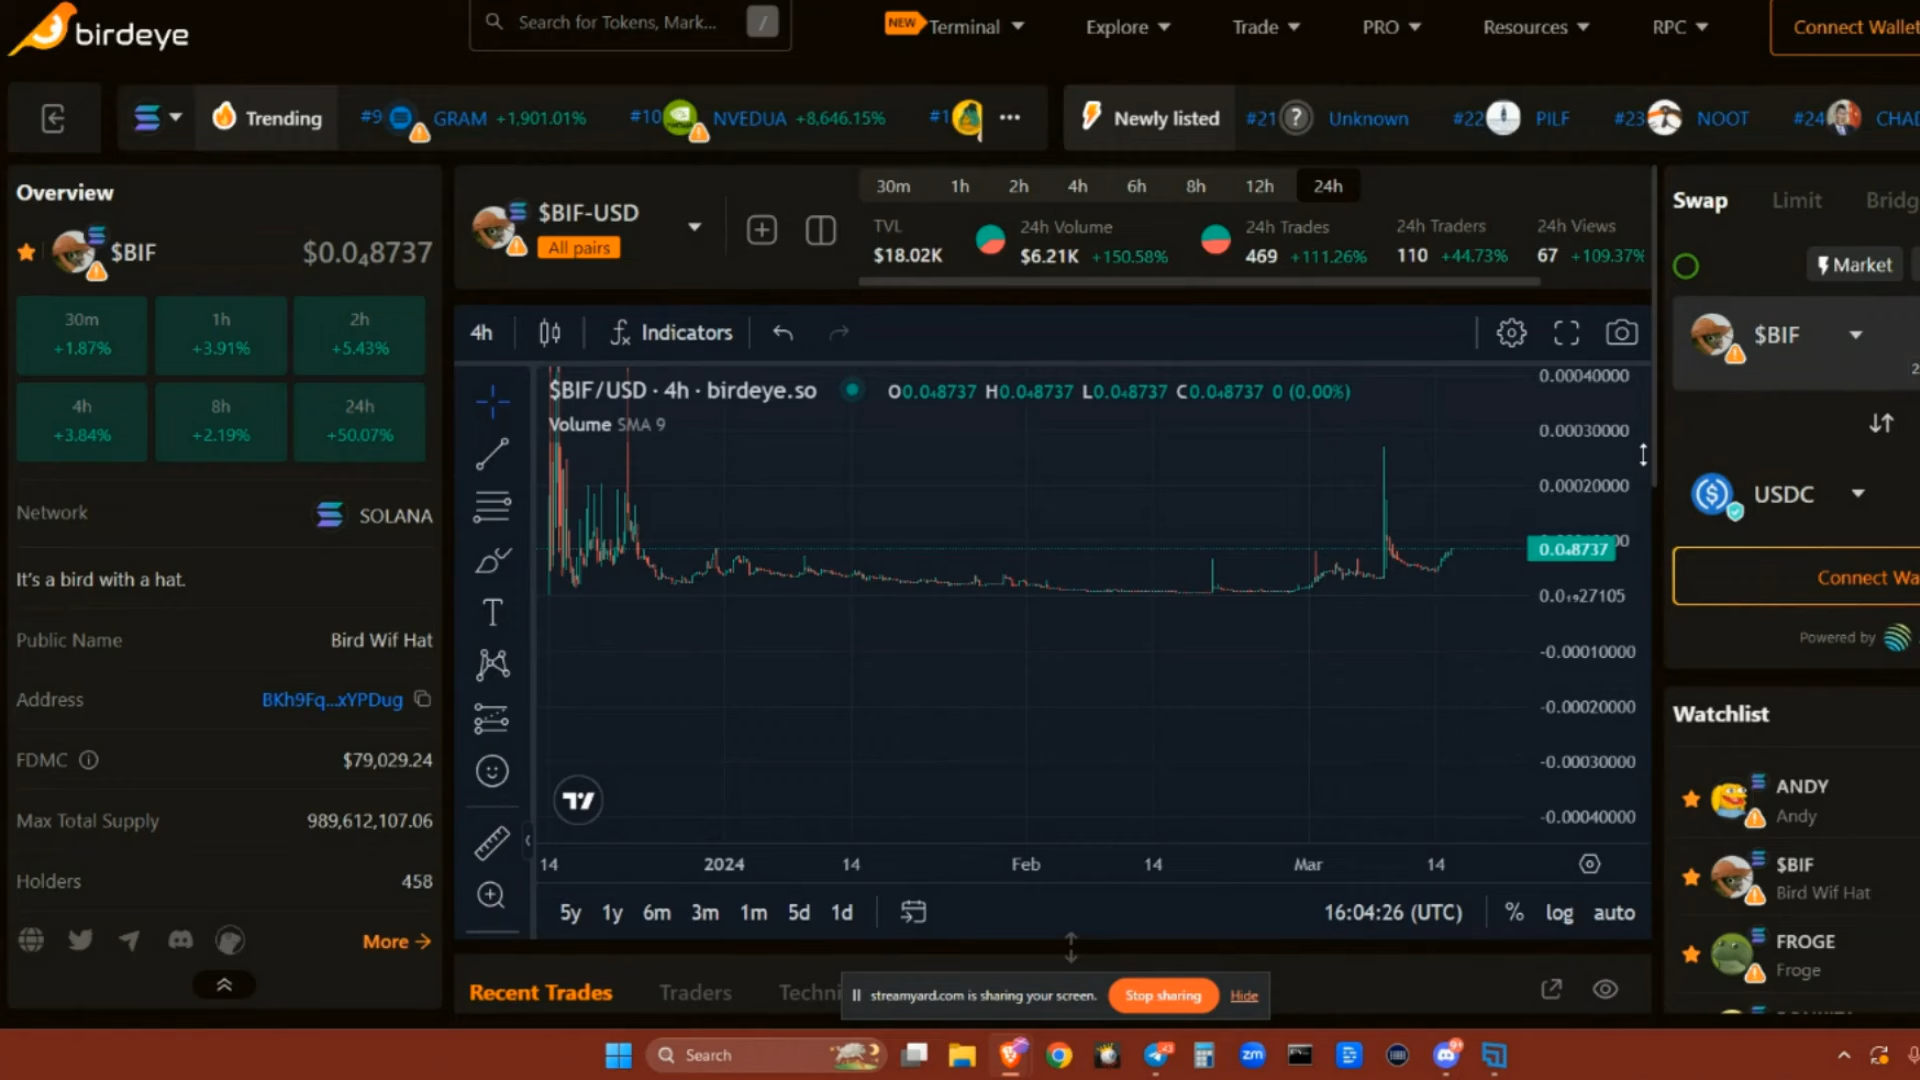 birdeye
Search for Tokens, Mark... /
NEW Terminal
Explore
Trade
PRO
Resources
RPC
Connect Wallet
Trending
#9 GRAM +1,901.01%
#10 NVEDUA +8,646.15%
#1
Newly listed
#21 ? Unknown
#22 PILF
#23 NOOT
#24 CHAD
Overview
$BIF $0.0₄8737
30m 1h 2h
+1.87% +3.91% +5.43%
4h 8h 24h
+3.84% +2.19% +50.07%
Network SOLANA
It's a bird with a hat.
Public Name Bird Wif Hat
Address BKh9Fq...xYPDug
FDMC $79,029.24
Max Total Supply 989,612,107.06
Holders 458
More →
$BIF-USD
All pairs
30m 1h 2h 4h 6h 8h 12h 24h
TVL 24h Volume 24h Trades 24h Traders 24h Views
$18.02K $6.21K +150.58% 469 +111.26% 110 +44.73% 67 +109.37%
4h Indicators
$BIF/USD · 4h · birdeye.so O0.0₄8737 H0.0₄8737 L0.0₄8737 C0.0₄8737 0 (0.00%)
Volume SMA 9
0.00040000
0.00030000
0.00020000
0.0₄8737
0.0₁₉27105
-0.00010000
-0.00020000
-0.00030000
-0.00040000
14 2024 14 Feb 14 Mar 14
5y 1y 6m 3m 1m 5d 1d
16:04:26 (UTC) % log auto
Recent Trades Traders Techni
streamyard.com is sharing your screen. Stop sharing Hide
Swap Limit Bridg
Market
$BIF
2
USDC
Connect Wa
Powered by
Watchlist
ANDY
Andy
$BIF
Bird Wif Hat
FROGE
Froge
Search
43
zm
9+